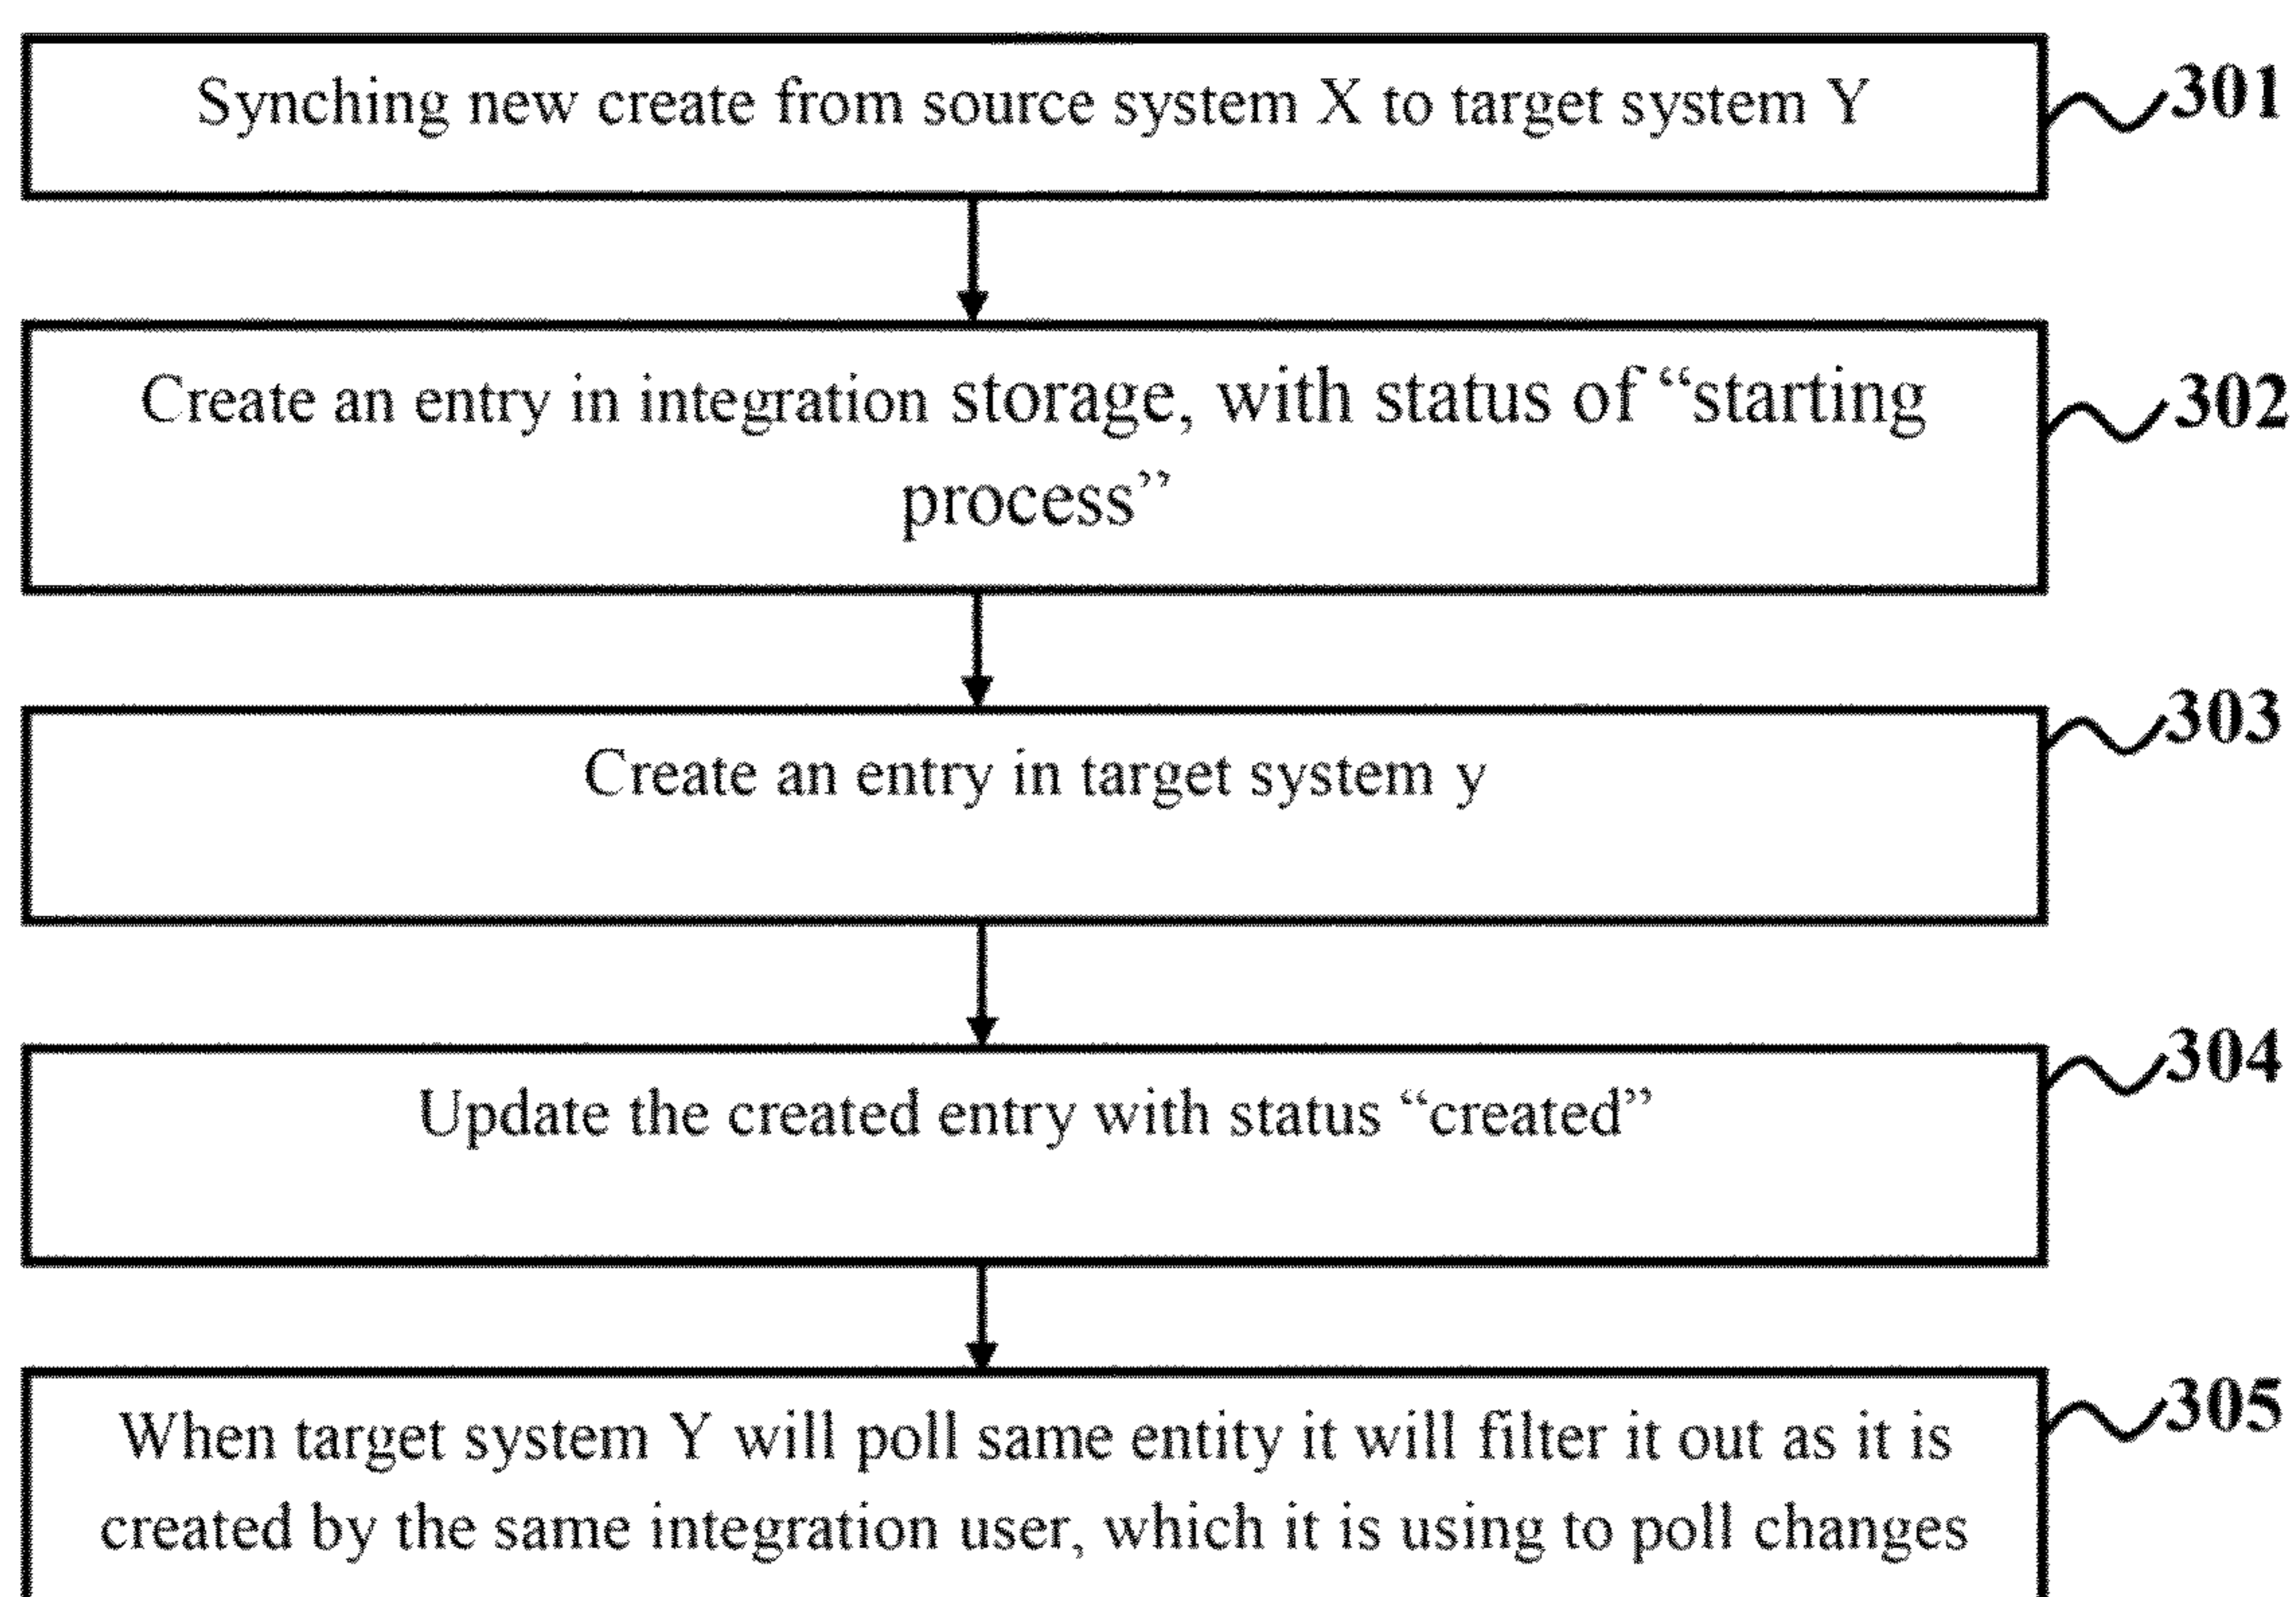 Synching new create from source system X to target system Y
301
Create an entry in integration storage, with status of “starting
process”
302
Create an entry in target system y
303
Update the created entry with status “created”
304
When target system Y will poll same entity it will filter it out as it is
created by the same integration user, which it is using to poll changes
305